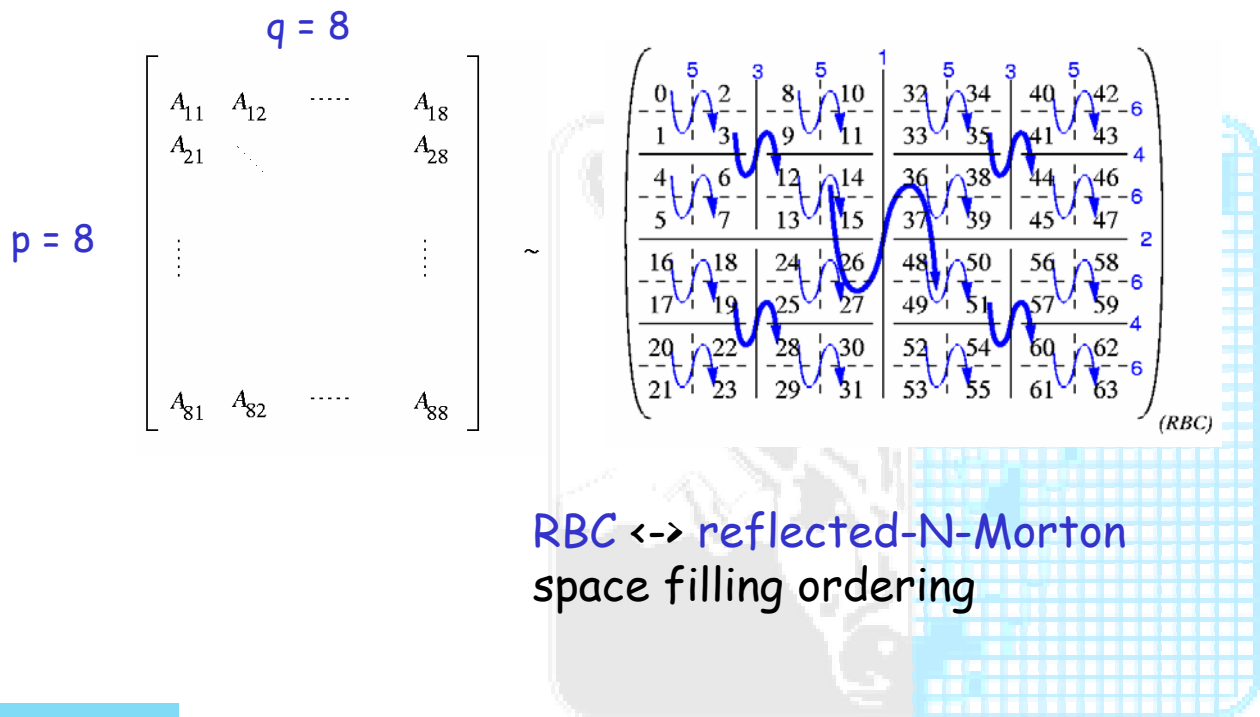 q = 8
p = 8
A11 A12 ····· A18
A21 A28
A81 A82 ····· A88
~
5 3 5 1 5 3 5
0 2 8 10 32 34 40 42
6
1 3 9 11 33 35 41 43
4
4 6 12 14 36 38 44 46
6
5 7 13 15 37 39 45 47
2
16 18 24 26 48 50 56 58
6
17 19 25 27 49 51 57 59
4
20 22 28 30 52 54 60 62
6
21 23 29 31 53 55 61 63
(RBC)
RBC <-> reflected-N-Morton
space filling ordering